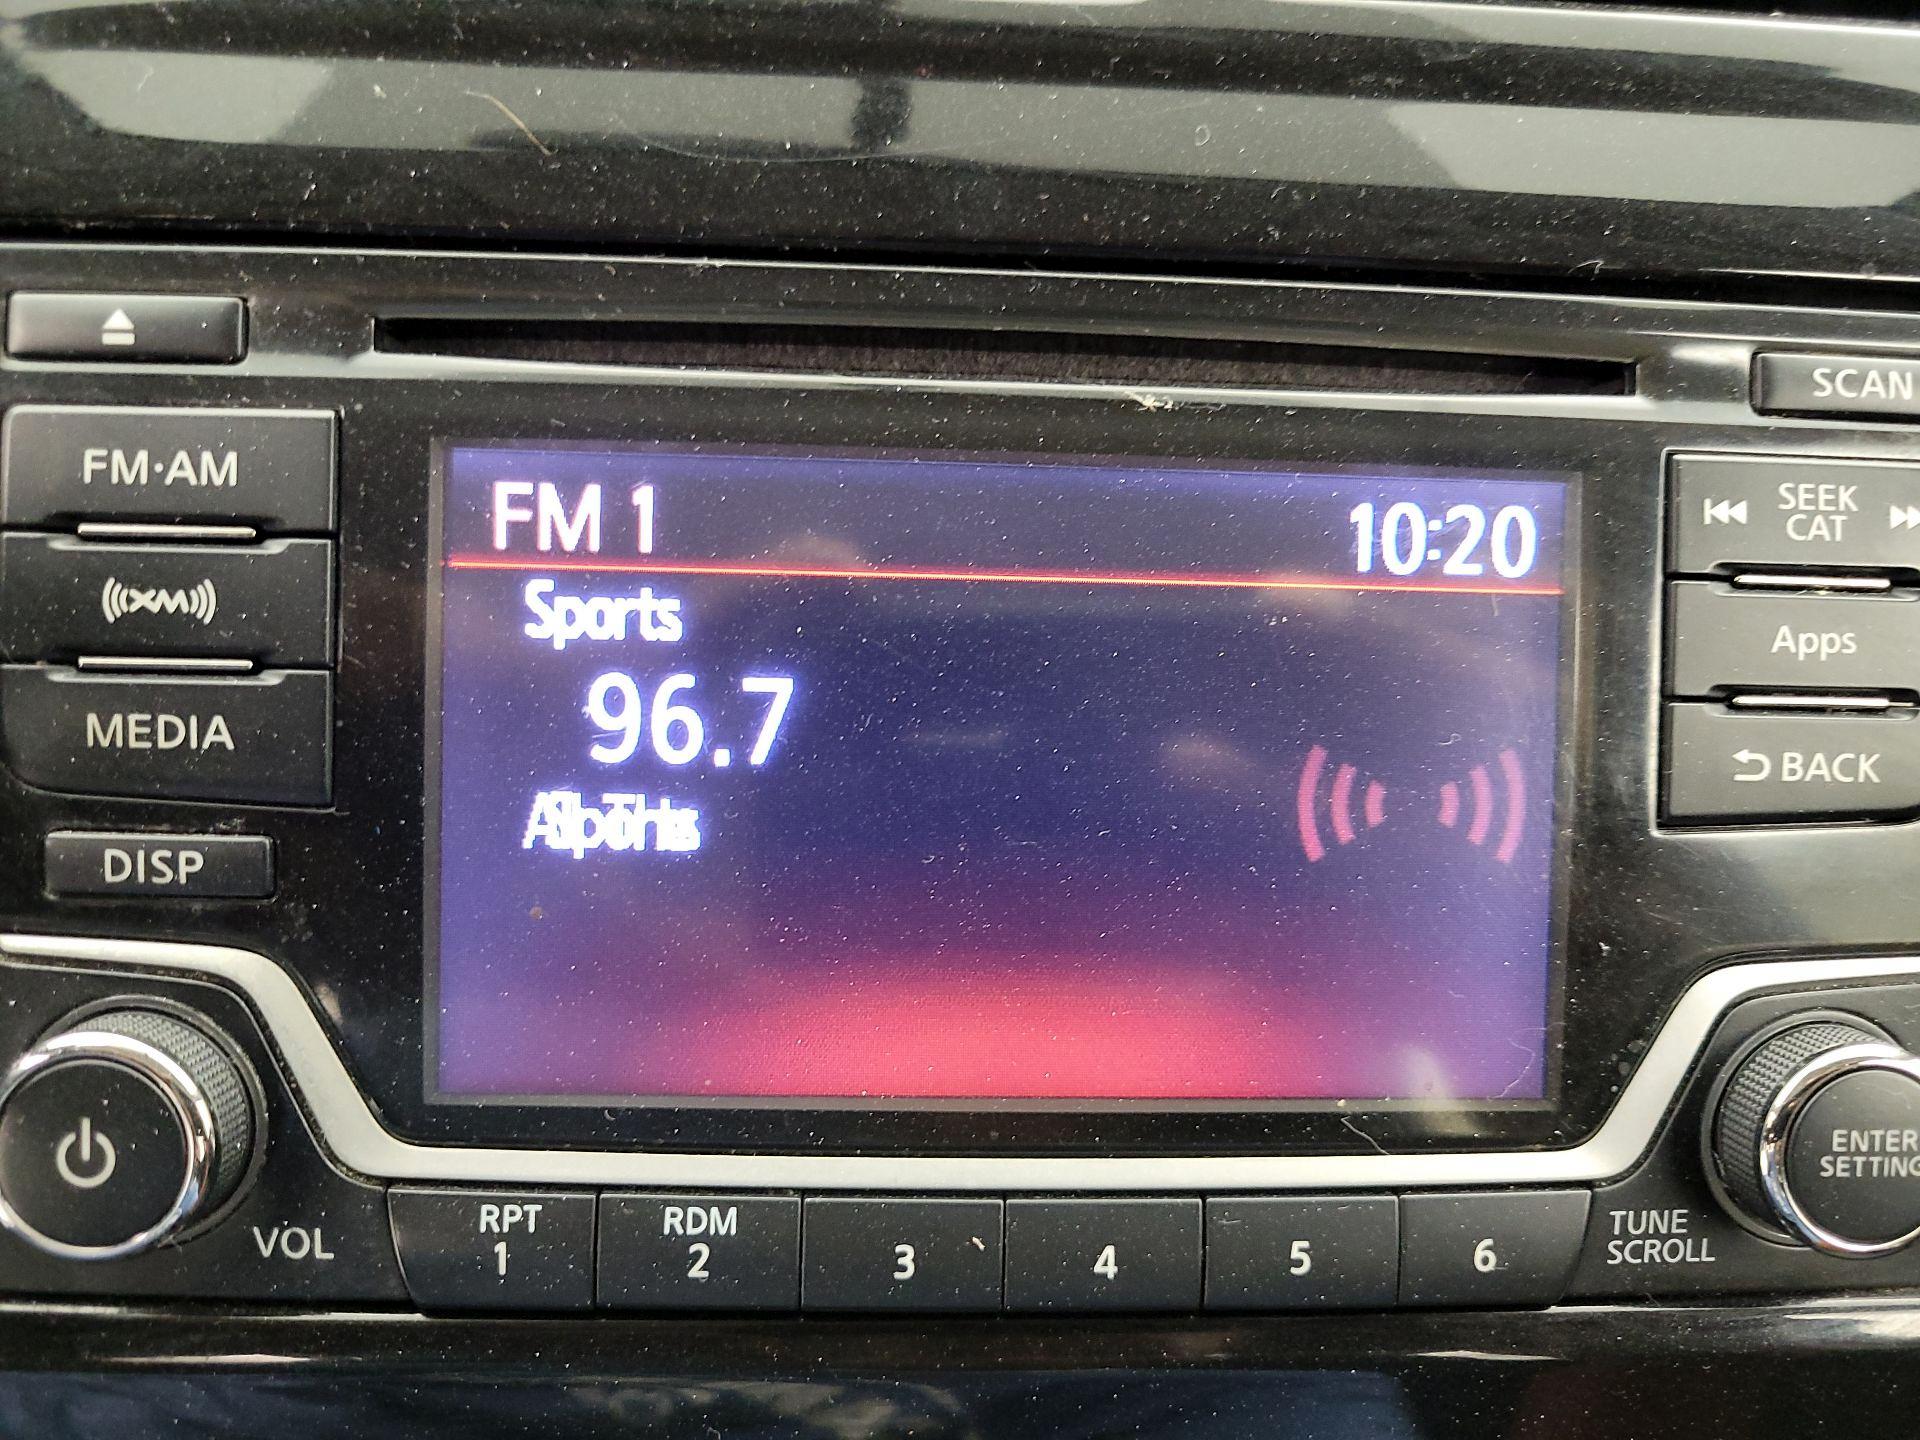 SCAN
FM·AM
FM 1
10:20
SEEK
CAT
Sports
XM
Apps
96.7
MEDIA
BACK
DISP
ENTER
SETTING
VOL
RPT
1
RDM
2
3
4
5
6
TUNE
SCROLL